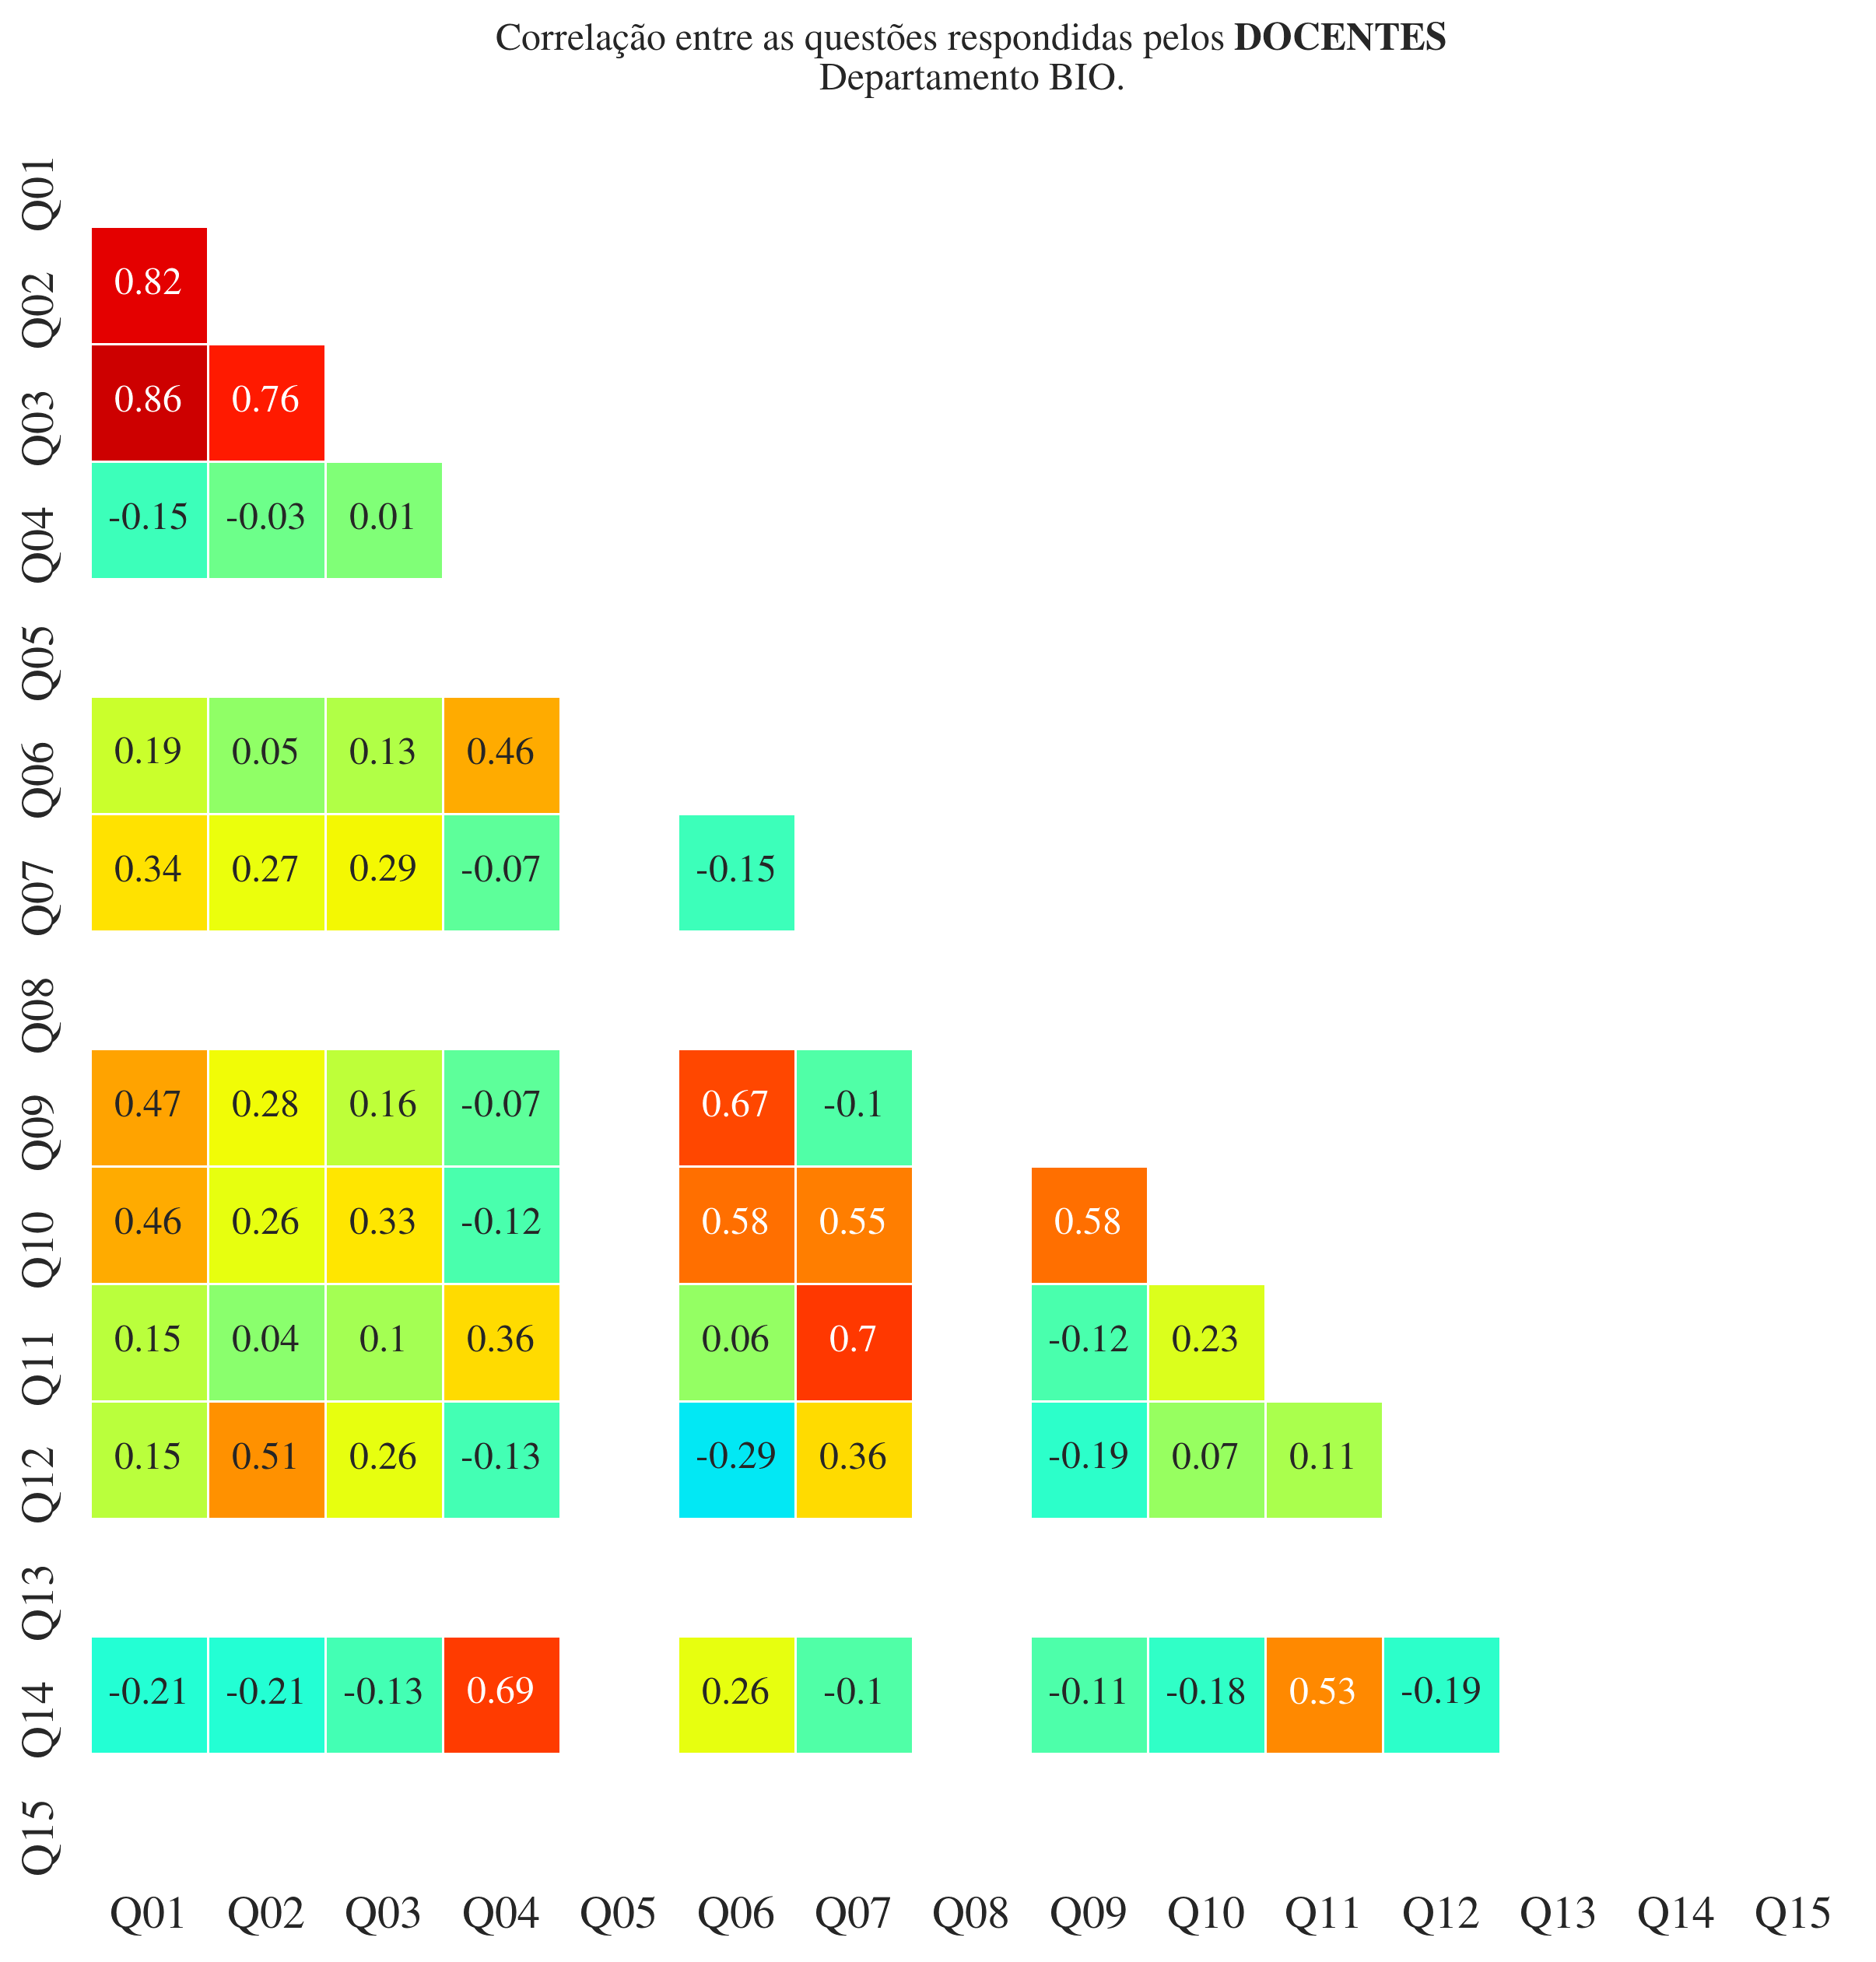 Correlação entre as questões respondidas pelos DOCENTES
Departamento BIO.
Q01
Q02 0.82
Q03 0.86 0.76
Q04 -0.15 -0.03 0.01
Q05
Q06 0.19 0.05 0.13 0.46
Q07 0.34 0.27 0.29 -0.07 -0.15
Q08
Q09 0.47 0.28 0.16 -0.07 0.67 -0.1
Q10 0.46 0.26 0.33 -0.12 0.58 0.55 0.58
Q11 0.15 0.04 0.1 0.36 0.06 0.7 -0.12 0.23
Q12 0.15 0.51 0.26 -0.13 -0.29 0.36 -0.19 0.07 0.11
Q13
Q14 -0.21 -0.21 -0.13 0.69 0.26 -0.1 -0.11 -0.18 0.53 -0.19
Q15
Q01 Q02 Q03 Q04 Q05 Q06 Q07 Q08 Q09 Q10 Q11 Q12 Q13 Q14 Q15